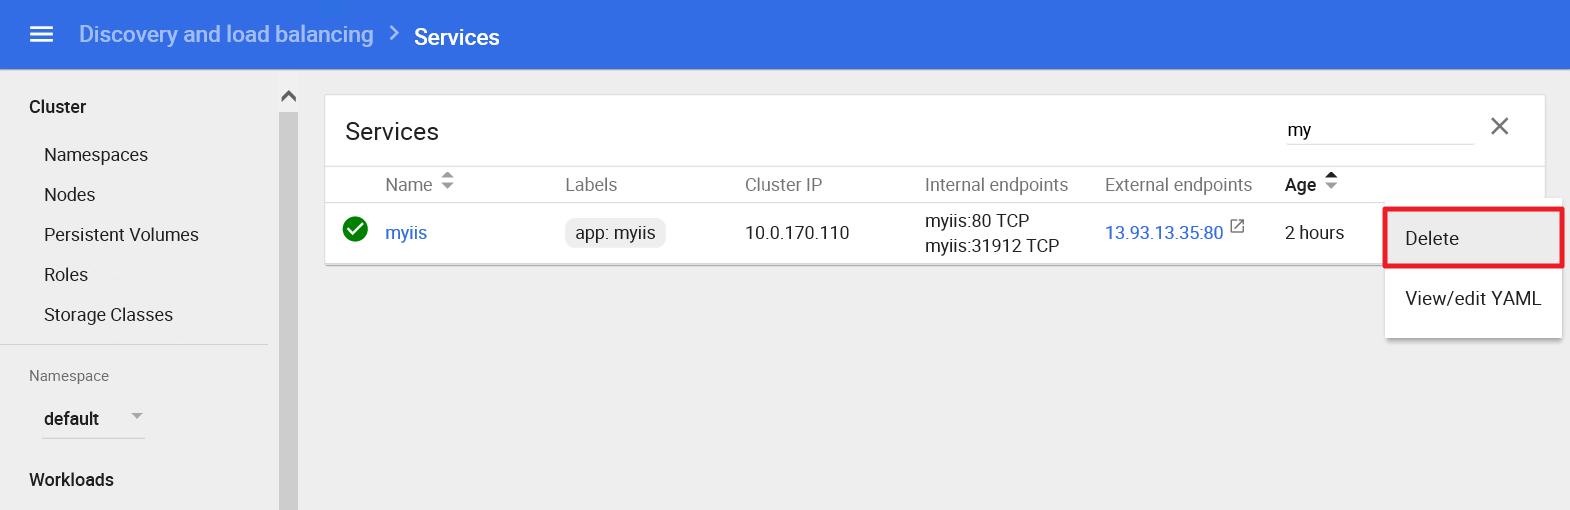 Discovery and load balancing > Services
Cluster
Namespaces
Nodes
Persistent Volumes
Roles
Storage Classes
Namespace
default
Workloads
Services
my
Name Labels Cluster IP Internal endpoints External endpoints Age
myiis app: myiis 10.0.170.110 myiis:80 TCP 13.93.13.35:80 2 hours
myiis:31912 TCP
Delete
View/edit YAML